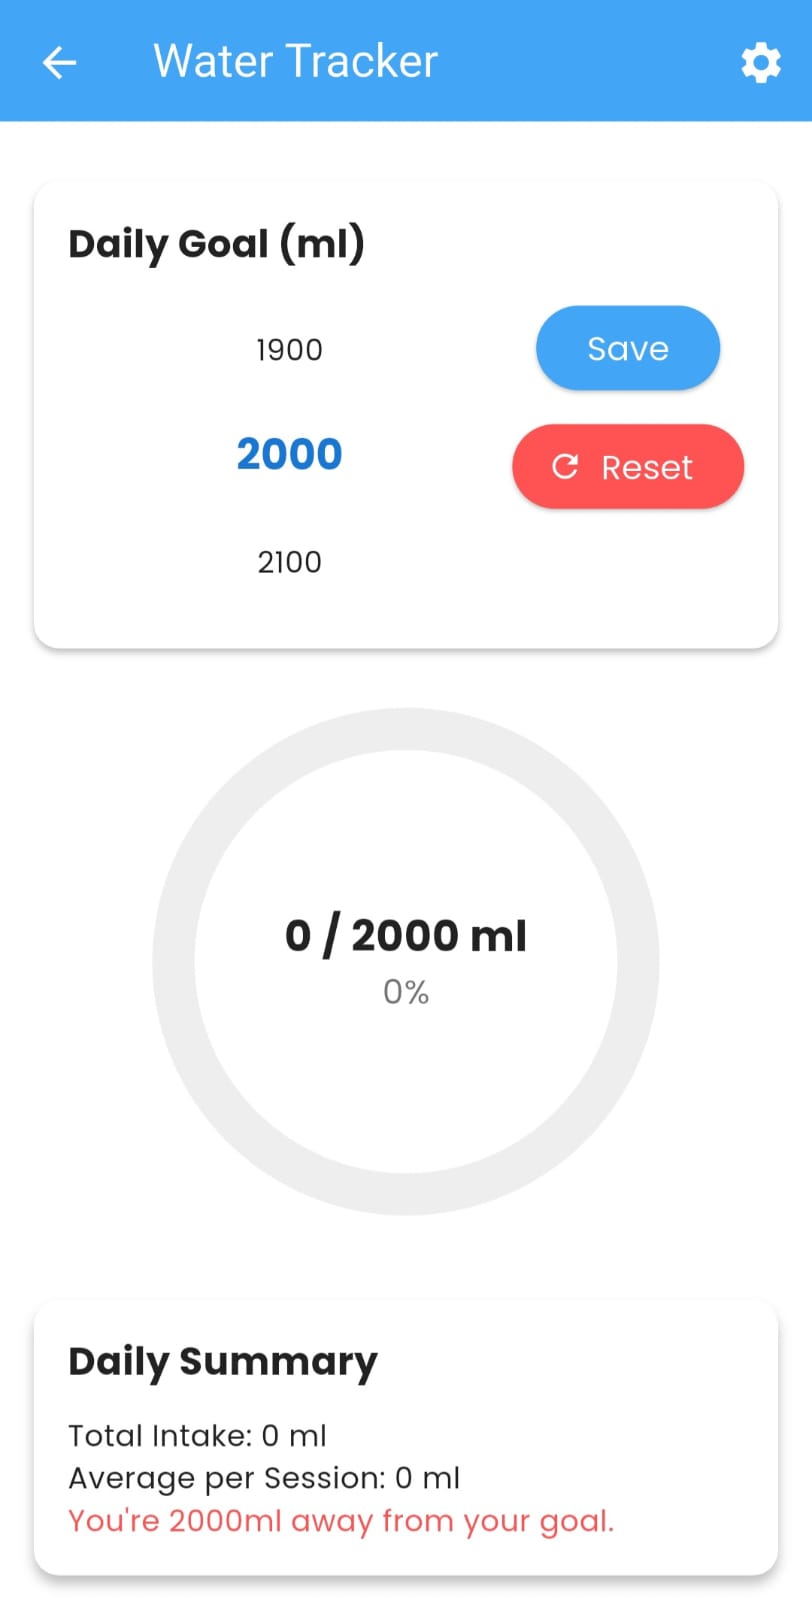 Water Tracker
Daily Goal (ml)
1900
Save
2000
Reset
2100
0 / 2000 ml
0%
Daily Summary
Total Intake: 0 ml
Average per Session: 0 ml
You're 2000ml away from your goal.